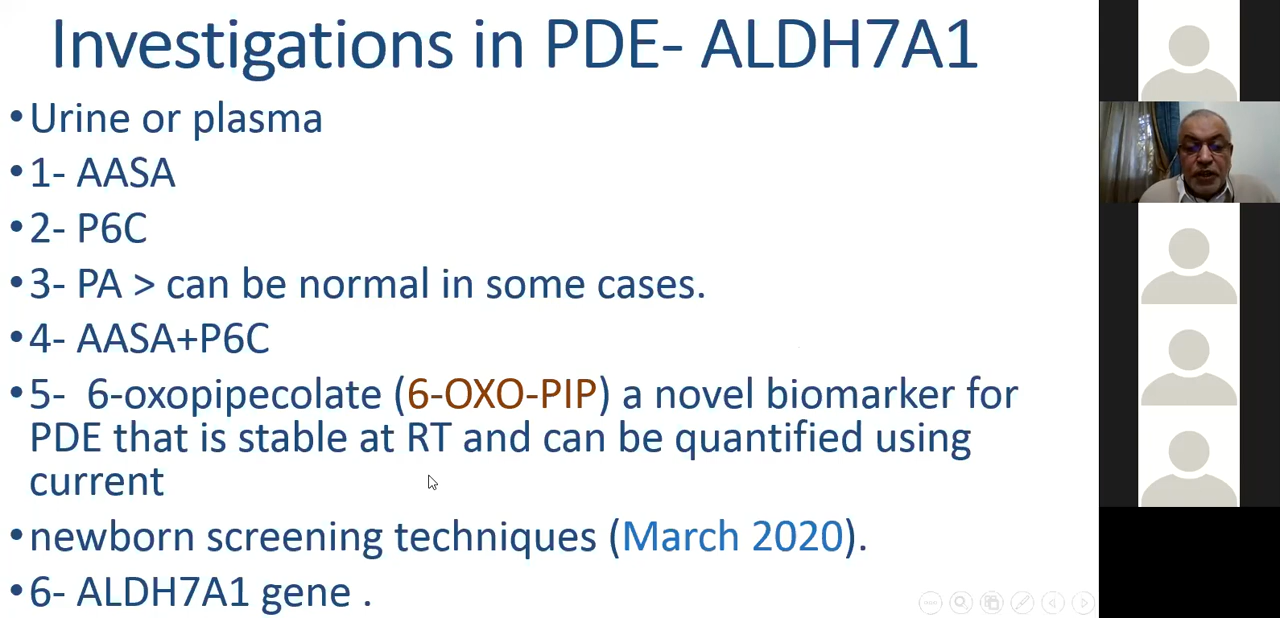 Investigations in PDE- ALDH7A1
•Urine or plasma
•1- AASA
•2- P6C
•3- PA > can be normal in some cases.
•4- AASA+P6C
•5-  6-oxopipecolate (6-OXO-PIP) a novel biomarker for
PDE that is stable at RT and can be quantified using
current
•newborn screening techniques (March 2020).
•6- ALDH7A1 gene .